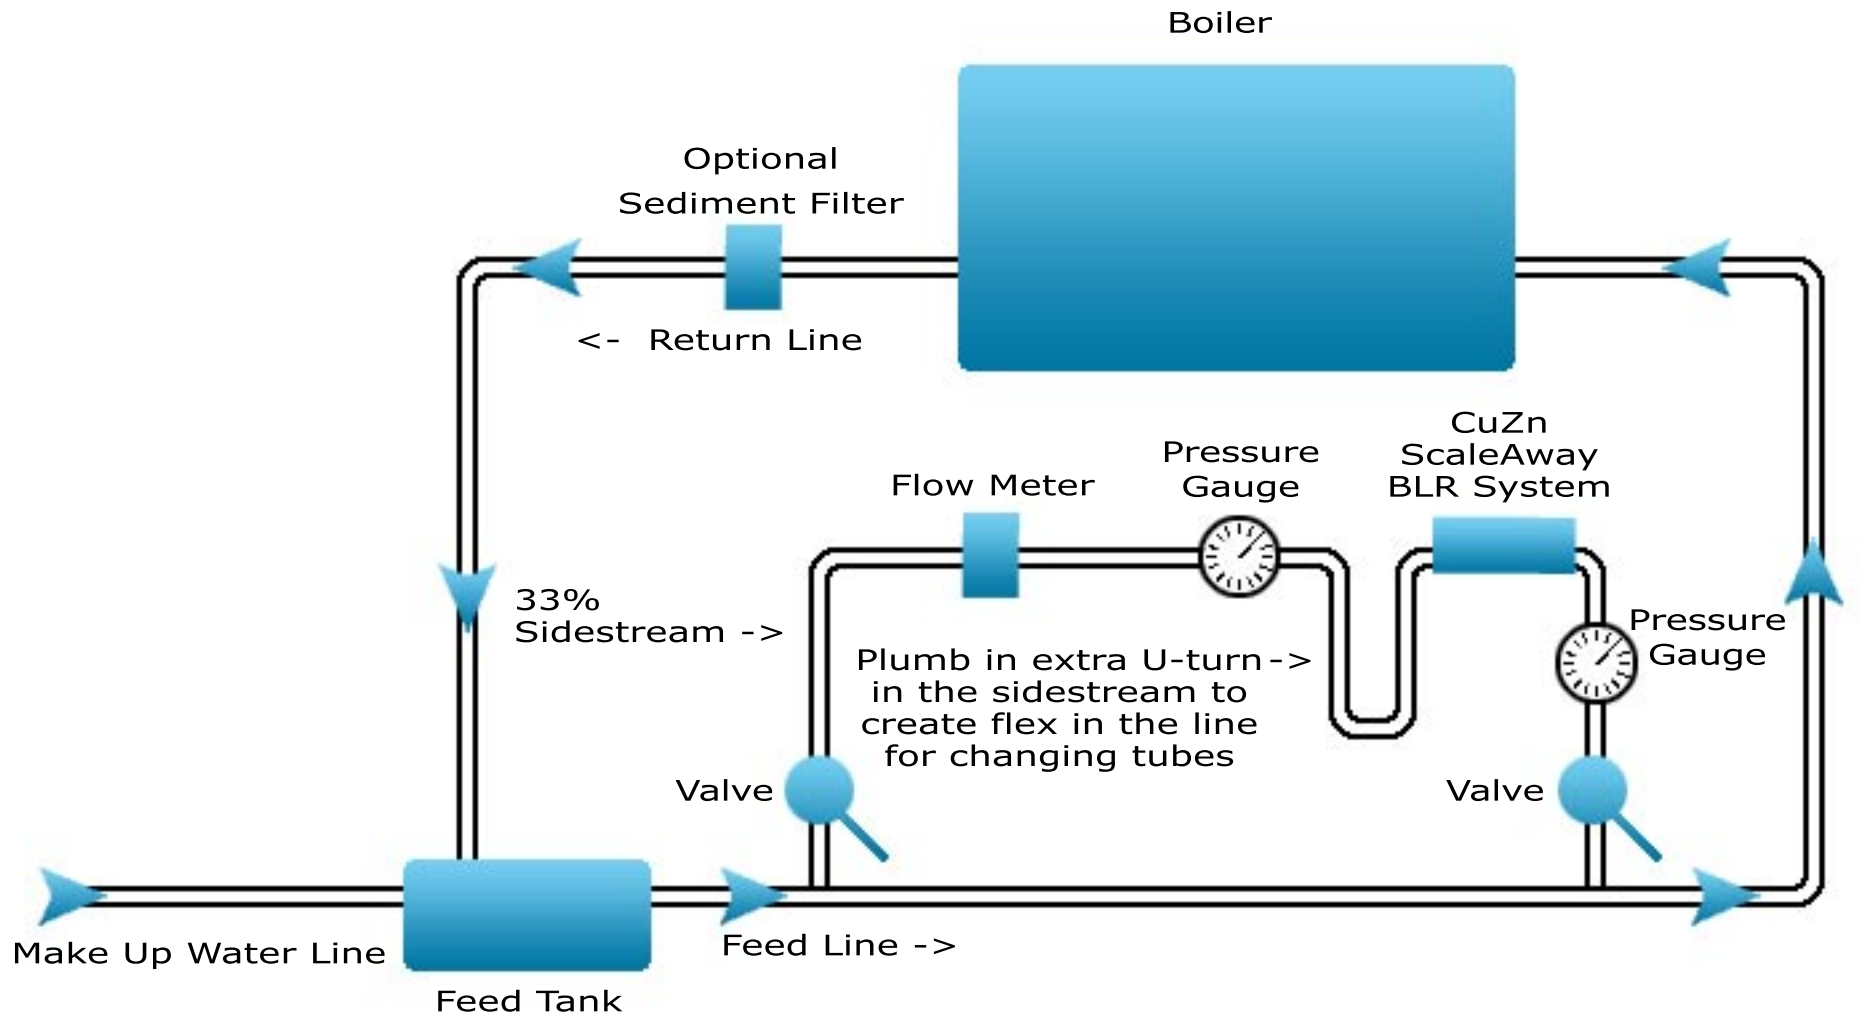 Boiler
Optional
Sediment Filter
<-  Return Line
CuZn
ScaleAway
BLR System
Pressure
Gauge
Flow Meter
33%
Sidestream ->
Pressure
Gauge
Plumb in extra U-turn->
in the sidestream to
create flex in the line
for changing tubes
Valve
Valve
Make Up Water Line
Feed Line ->
Feed Tank